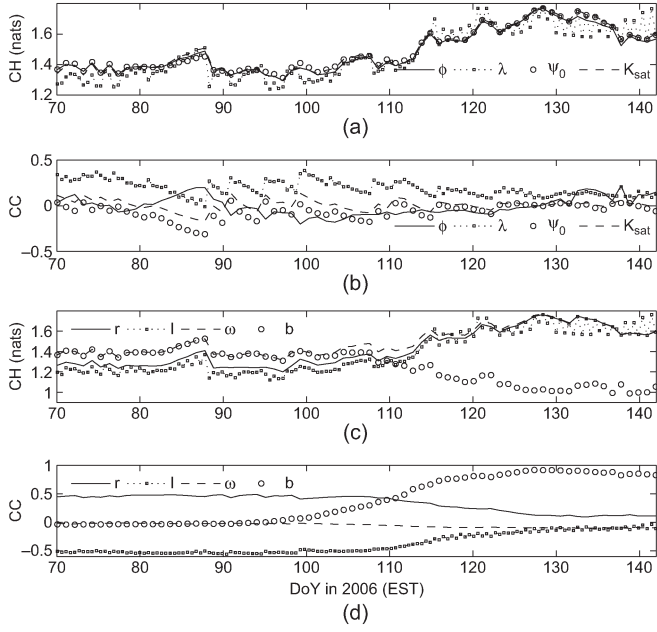 CH (nats)
1.6
1.4
1.2
70 80 90 100 110 120 130 140
ϕ λ Ψ0 Ksat
(a)
CC
0.5
0
−0.5
70 80 90 100 110 120 130 140
ϕ λ Ψ0 Ksat
(b)
CH (nats)
1.6
1.4
1.2
1
r l ω b
70 80 90 100 110 120 130 140
(c)
CC
1
0.5
0
−0.5
r l ω b
70 80 90 100 110 120 130 140
DoY in 2006 (EST)
(d)